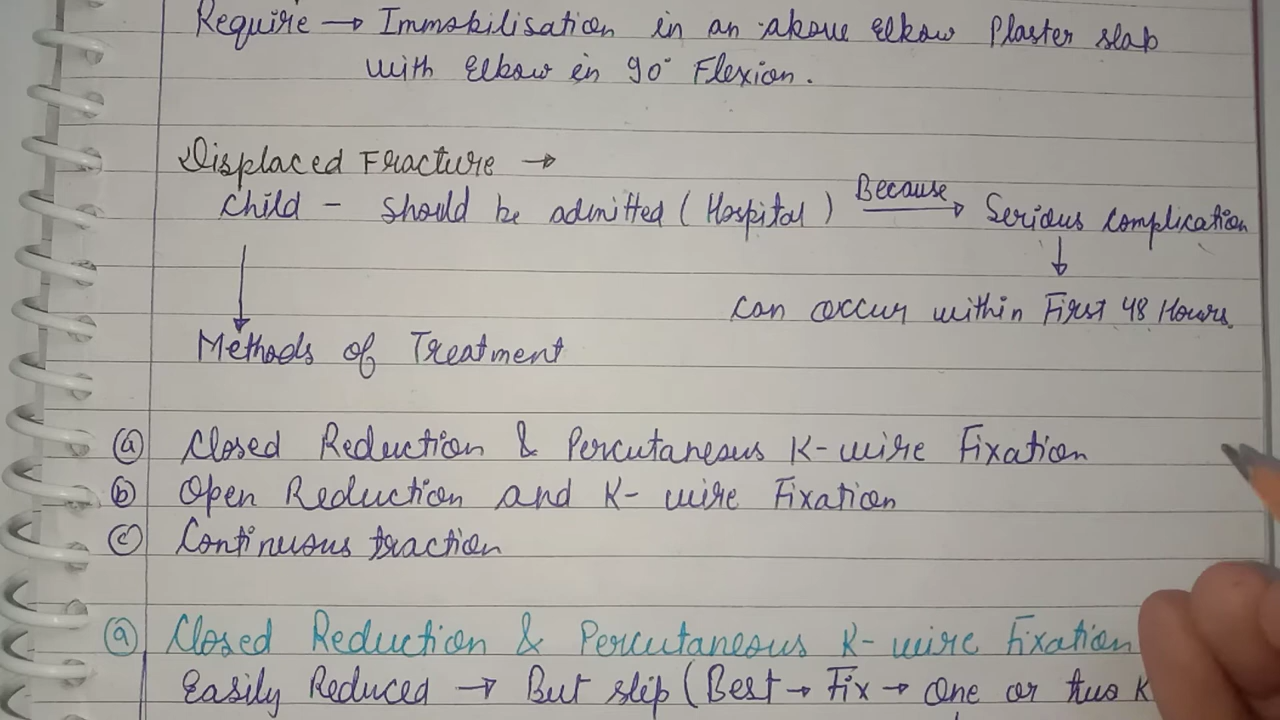 Require → Immobilisation in an above Elbow Plaster slab
with Elbow in 90° Flexion.
Displaced Fracture →
child - should be admitted (Hospital) Because → Serious complication
↓
can occur within First 48 Hours.
Methods of Treatment
(a) Closed Reduction & Percutaneous K-wire Fixation
(b) Open Reduction and K-wire Fixation
(c) Continuous traction
(a) Closed Reduction & Percutaneous K-wire Fixation
Easily Reduced → But slip (Best → Fix → One or two K